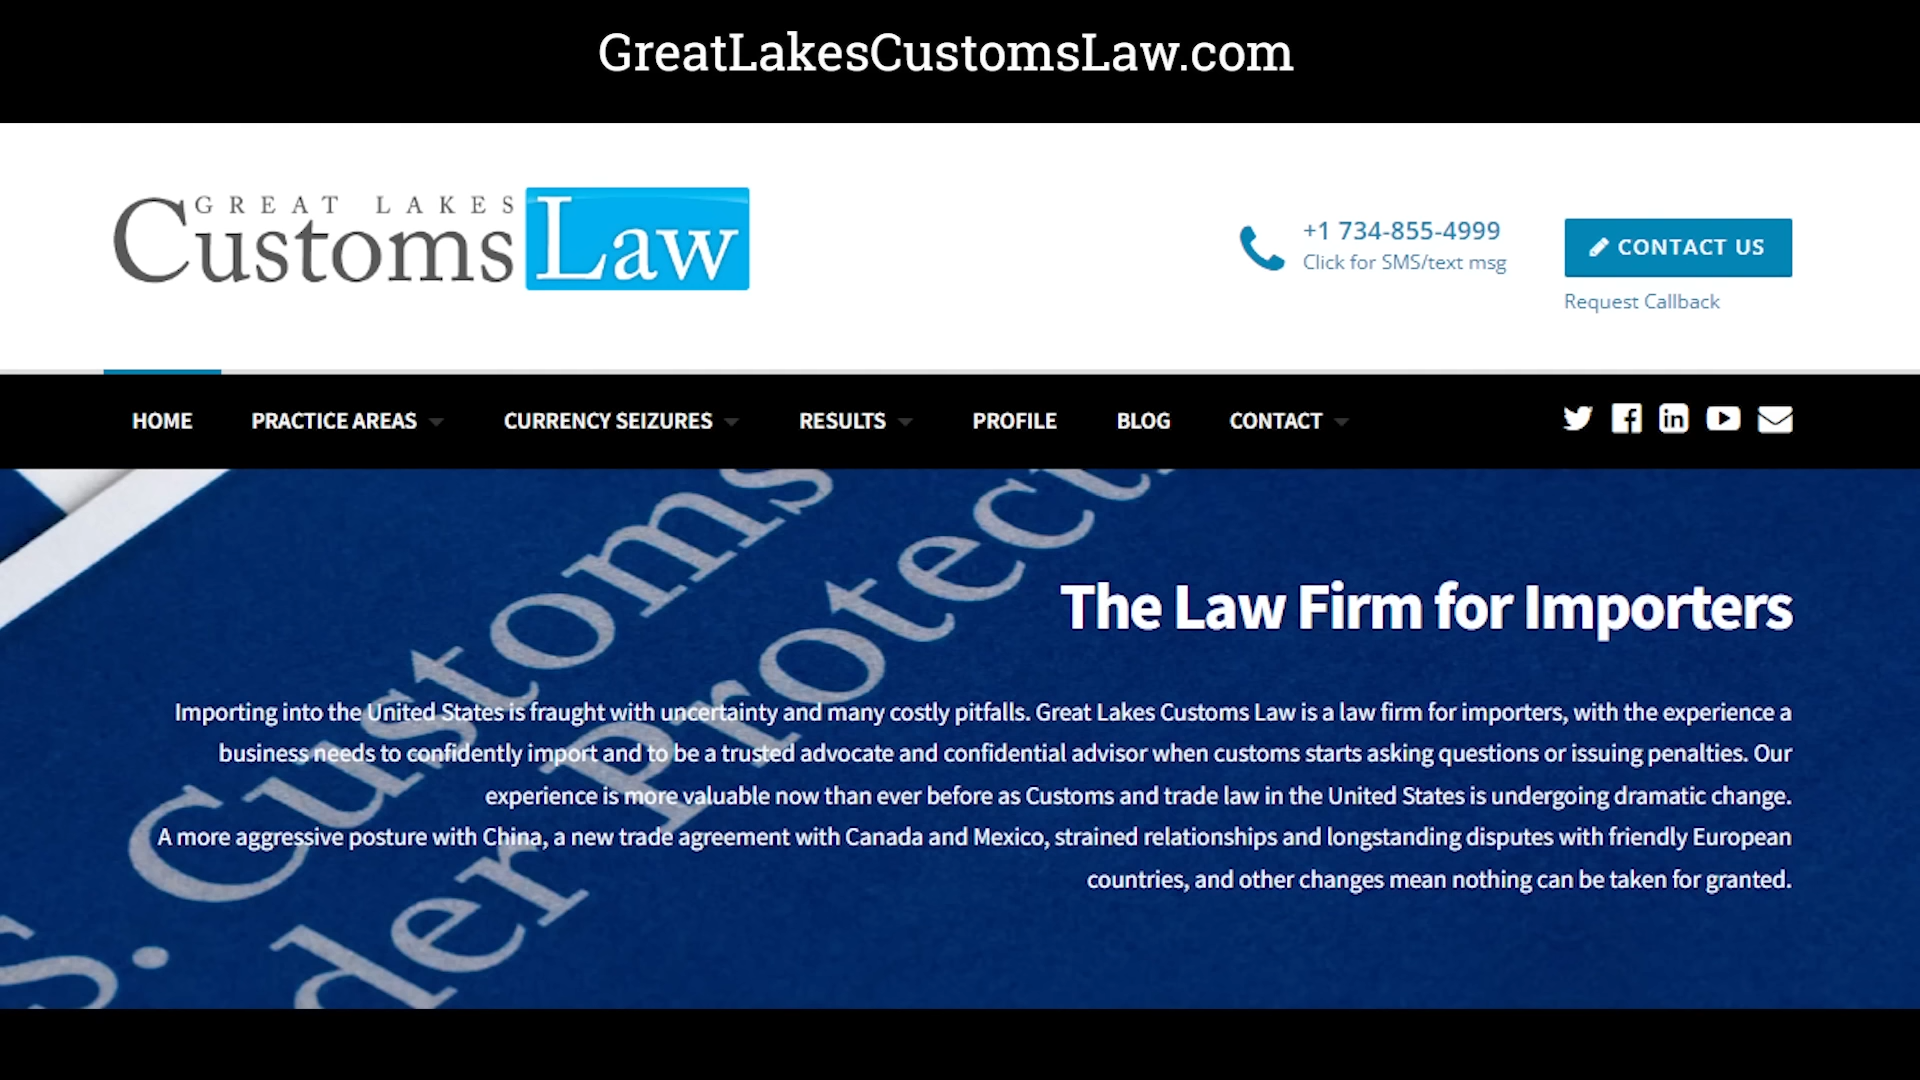 GreatLakesCustomsLaw.com
GREAT LAKES
Customs Law
+1 734-855-4999
Click for SMS/text msg
CONTACT US
Request Callback
HOME PRACTICE AREAS CURRENCY SEIZURES RESULTS PROFILE BLOG CONTACT
The Law Firm for Importers
Importing into the United States is fraught with uncertainty and many costly pitfalls. Great Lakes Customs Law is a law firm for importers, with the experience a
business needs to confidently import and to be a trusted advocate and confidential advisor when customs starts asking questions or issuing penalties. Our
experience is more valuable now than ever before as Customs and trade law in the United States is undergoing dramatic change.
A more aggressive posture with China, a new trade agreement with Canada and Mexico, strained relationships and longstanding disputes with friendly European
countries, and other changes mean nothing can be taken for granted.
s. Customs
der Protect